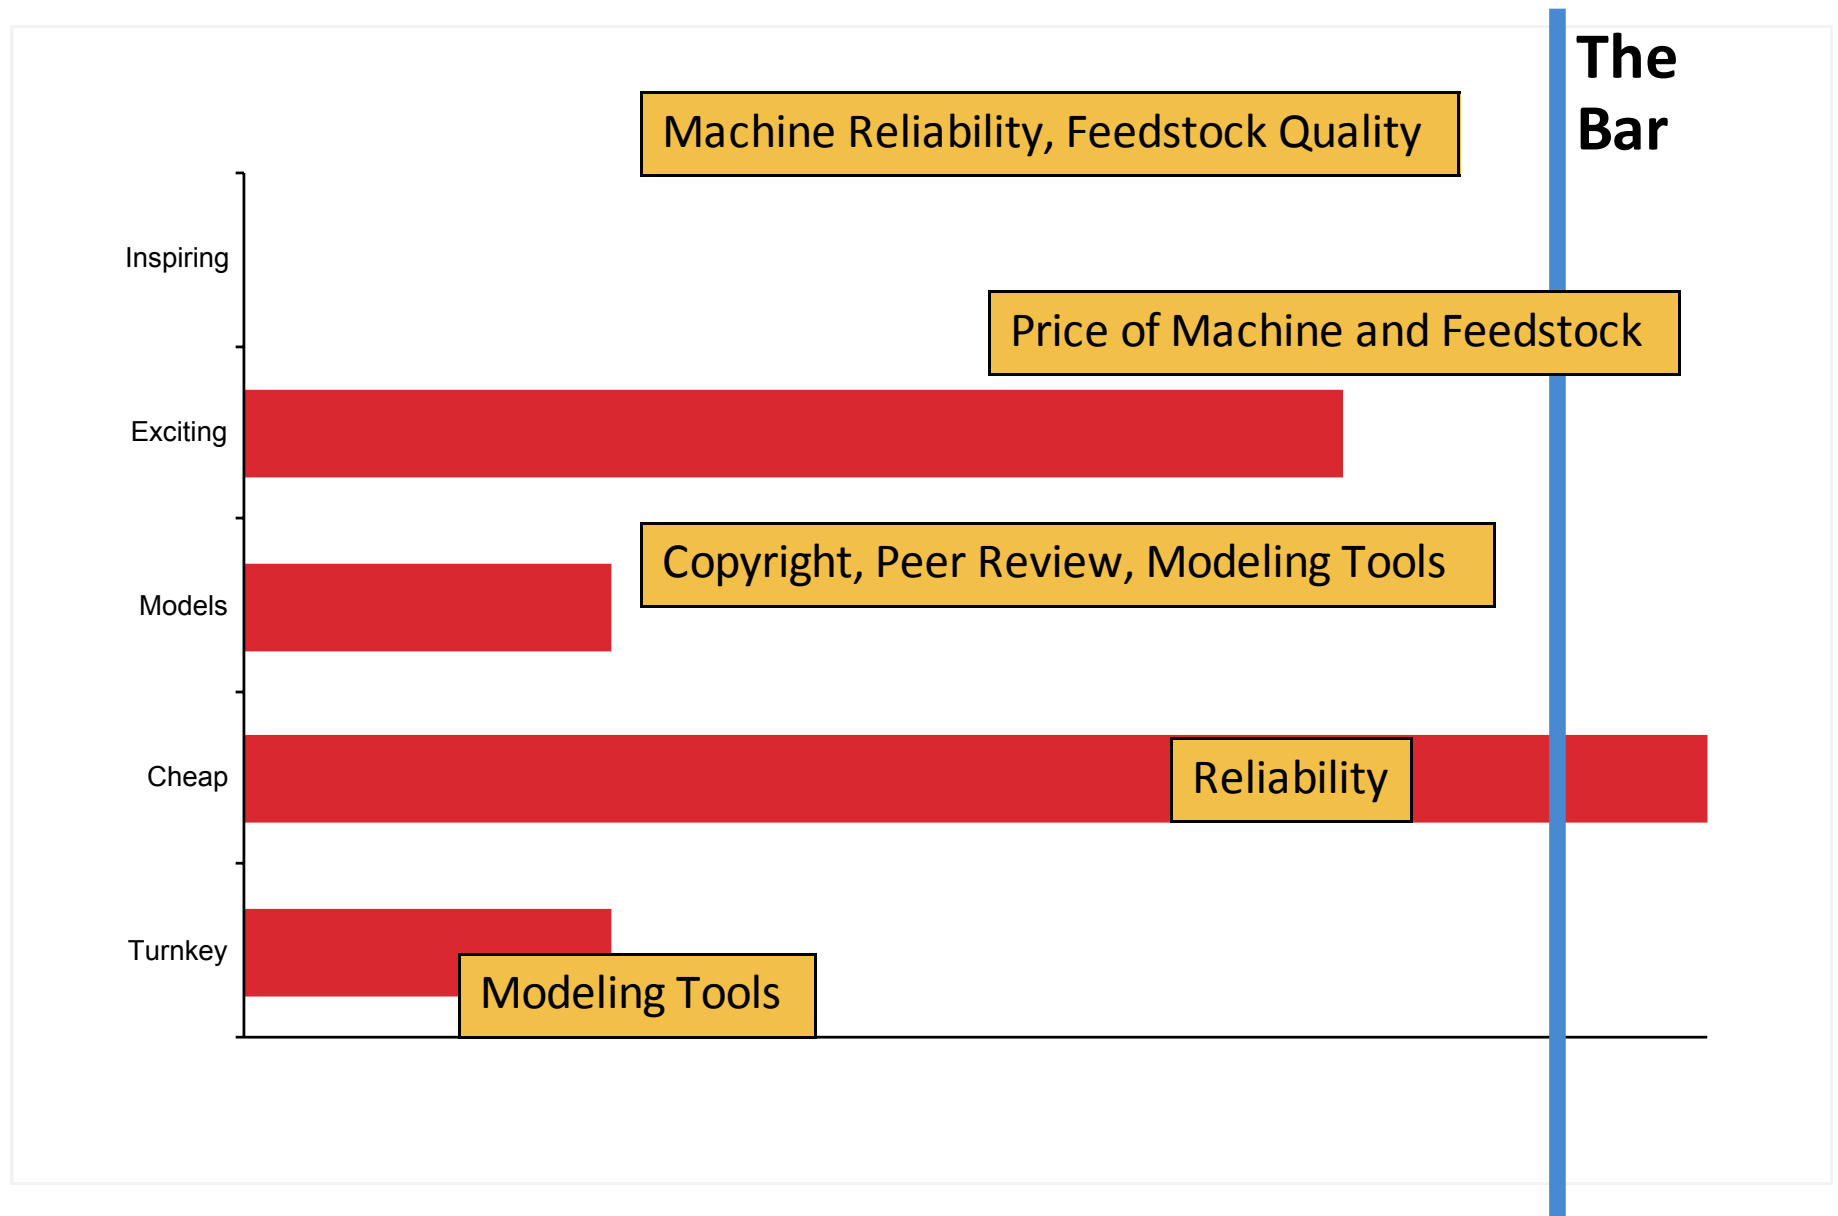 The
Bar
Machine Reliability, Feedstock Quality
Inspiring
Price of Machine and Feedstock
Exciting
Copyright, Peer Review, Modeling Tools
Models
Cheap
Reliability
Turnkey
Modeling Tools